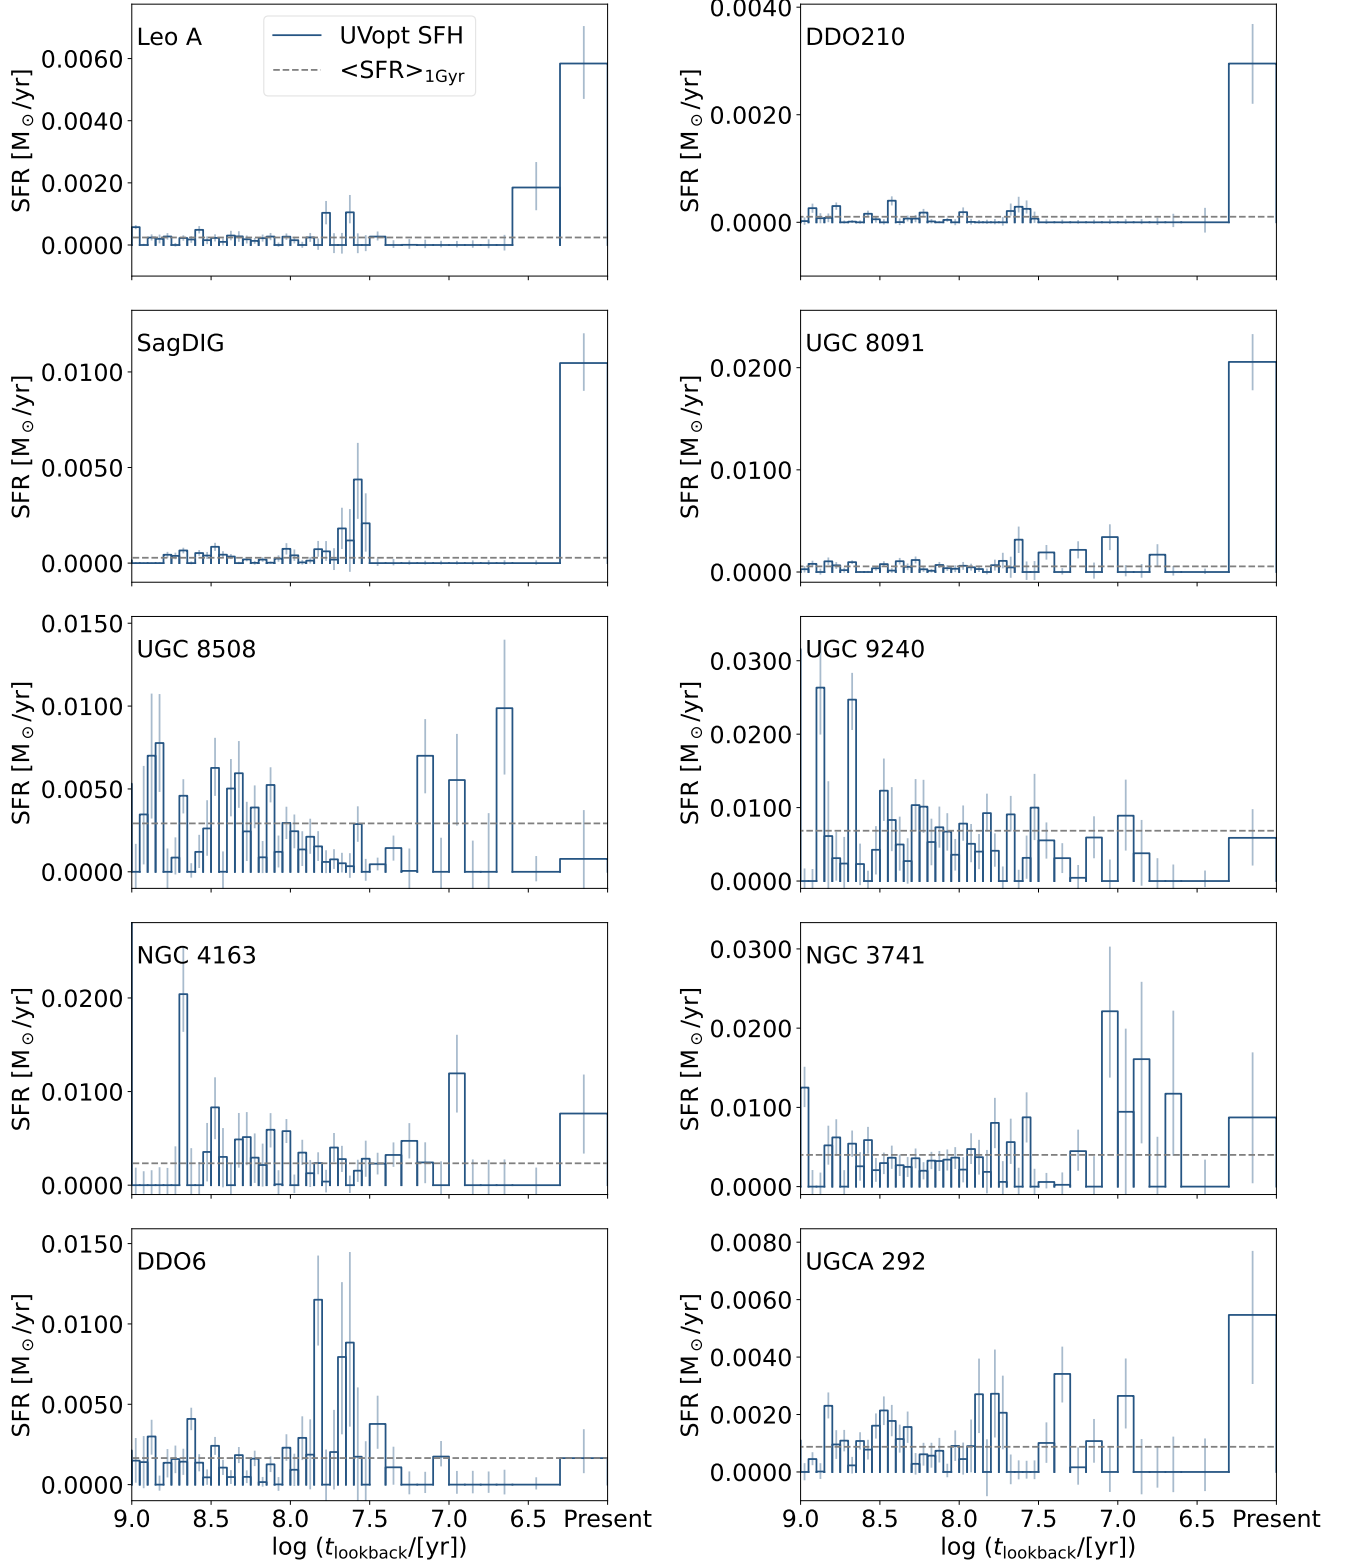 Leo A
UVopt SFH
<SFR>1Gyr
SFR [M⊙/yr]
0.0060
0.0040
0.0020
0.0000
DDO210
SFR [M⊙/yr]
0.0040
0.0020
0.0000
SagDIG
SFR [M⊙/yr]
0.0100
0.0050
0.0000
UGC 8091
SFR [M⊙/yr]
0.0200
0.0100
0.0000
UGC 8508
SFR [M⊙/yr]
0.0150
0.0100
0.0050
0.0000
UGC 9240
SFR [M⊙/yr]
0.0300
0.0200
0.0100
0.0000
NGC 4163
SFR [M⊙/yr]
0.0200
0.0100
0.0000
NGC 3741
SFR [M⊙/yr]
0.0300
0.0200
0.0100
0.0000
DDO6
SFR [M⊙/yr]
0.0150
0.0100
0.0050
0.0000
9.0 8.5 8.0 7.5 7.0 6.5 Present
log (tlookback/[yr])
UGCA 292
SFR [M⊙/yr]
0.0080
0.0060
0.0040
0.0020
0.0000
9.0 8.5 8.0 7.5 7.0 6.5 Present
log (tlookback/[yr])